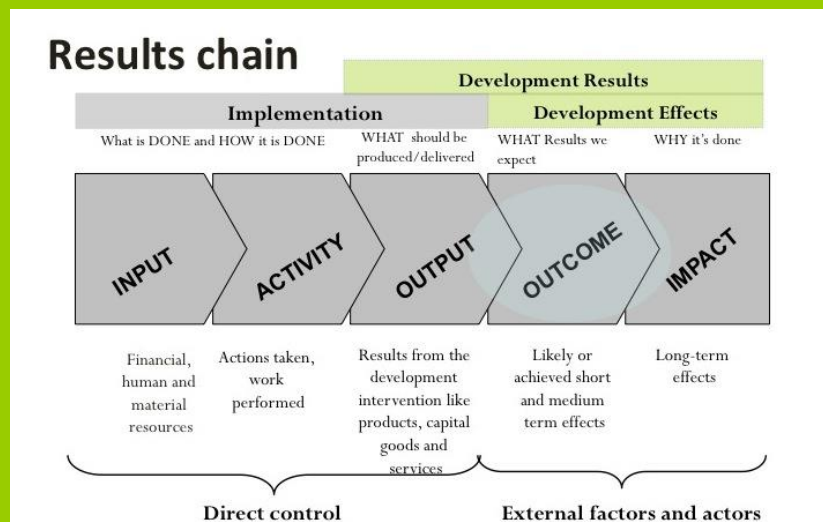 Results chain
Development Results
Implementation
Development Effects
What is DONE and HOW it is DONE
WHAT should be
produced/delivered
WHAT Results we
expect
WHY it's done
INPUT
ACTIVITY
OUTPUT
OUTCOME
IMPACT
Financial,
human and
material
resources
Actions taken,
work
performed
Results from the
development
intervention like
products, capital
goods and
services
Likely or
achieved short
and medium
term effects
Long-term
effects
Direct control
External factors and actors